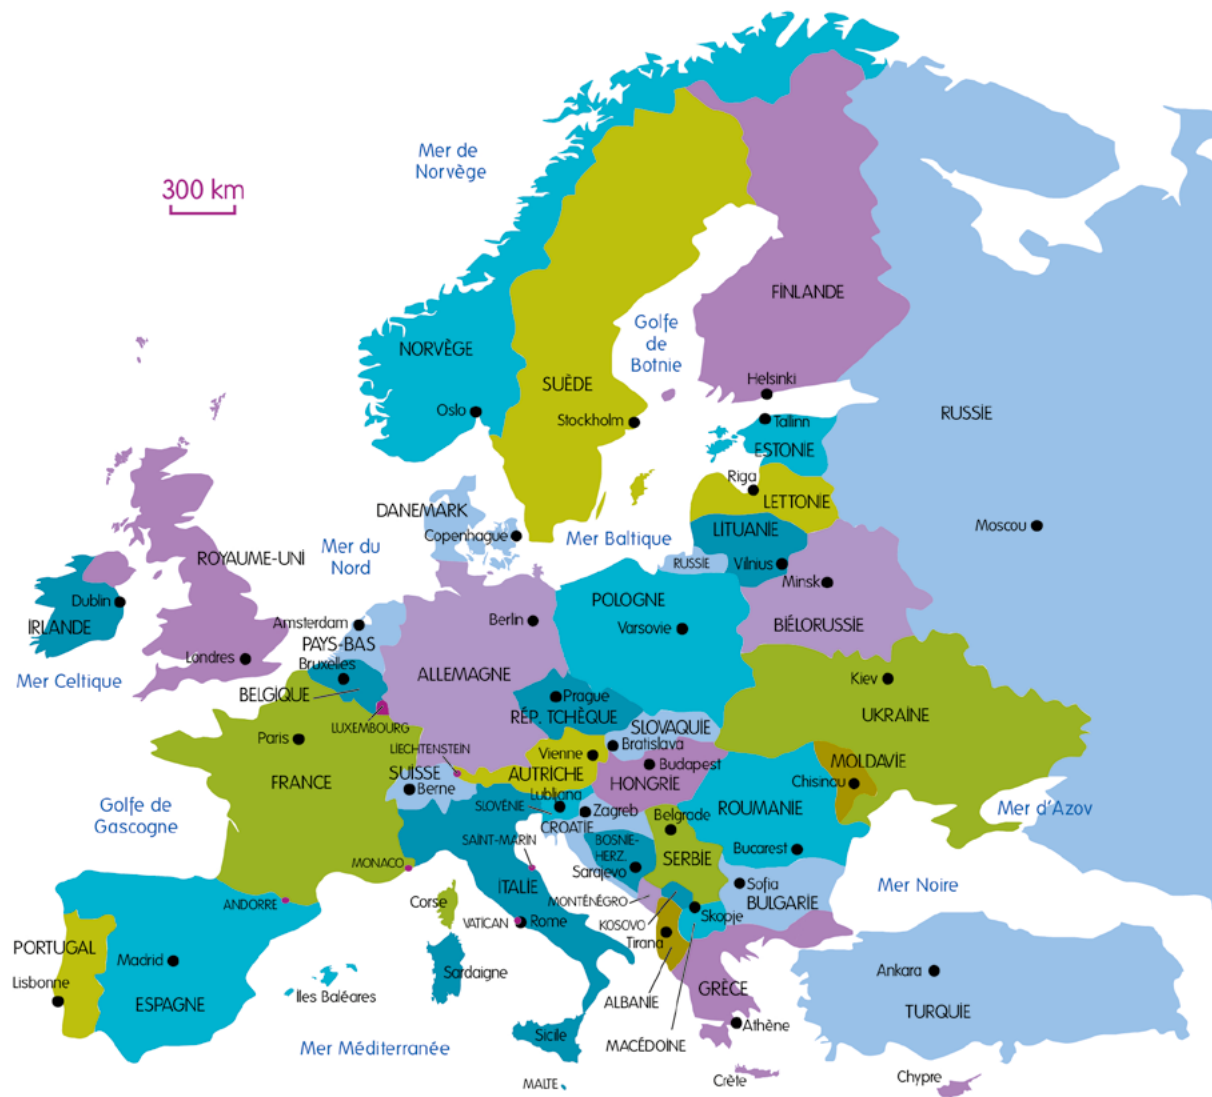 Mer de
Norvège
300 km
FINLANDE
Golfe
de
Botnie
NORVÈGE
SUÈDE
Helsinki
Oslo
Stockholm
RUSSIE
Tallinn
ESTONIE
Riga
LETTONIE
DANEMARK
Copenhague
Mer Baltique
LITUANIE
Moscou
Mer du
Nord
ROYAUME-UNI
RUSSIE
Vilnius
Minsk
Dublin
IRLANDE
Amsterdam
Berlin
POLOGNE
Varsovie
BIÉLORUSSIE
PAYS-BAS
Londres
Bruxelles
Mer Celtique
ALLEMAGNE
Kiev
BELGIQUE
Prague
RÉP. TCHÈQUE
UKRAINE
LUXEMBOURG
SLOVAQUIE
Paris
Bratislava
LIECHTENSTEIN
Vienne
Budapest
MOLDAVIE
FRANCE
SUISSE
AUTRICHE
HONGRIE
Chisinau
Berne
Lubliana
SLOVÉNIE
Zagreb
Belgrade
ROUMANIE
Mer d'Azov
Golfe de
Gascogne
CROATIE
SAINT-MARIN
BOSNIE-
HERZ.
Bucarest
MONACO
SERBIE
Sarajevo
ITALIE
Sofia
Mer Noire
ANDORRE
Corse
MONTÉNÉGRO
BULGARIE
VATICAN
Rome
KOSOVO
Skopje
PORTUGAL
Tirana
Madrid
Lisbonne
Sardaigne
Ankara
ESPAGNE
Îles Baléares
ALBANIE
GRÈCE
TURQUIE
Athène
Sicile
Mer Méditerranée
MACÉDOINE
MALTE
Crète
Chypre